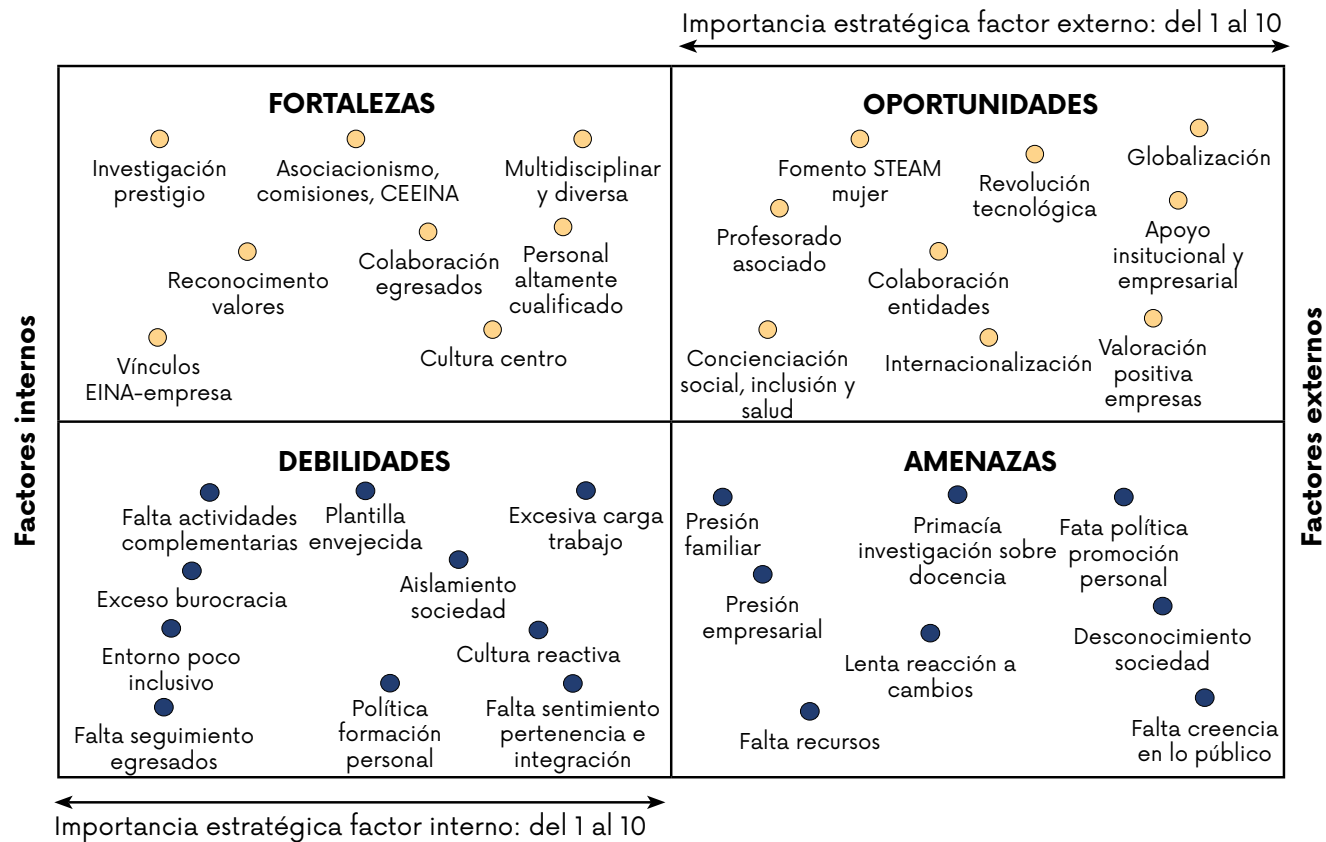 Importancia estratégica factor externo: del 1 al 10
FORTALEZAS
Investigación
prestigio
Asociacionismo,
comisiones, CEEINA
Multidisciplinar
y diversa
Reconocimento
valores
Colaboración
egresados
Personal
altamente
cualificado
Vínculos
EINA-empresa
Cultura centro
OPORTUNIDADES
Fomento STEAM
mujer
Revolución
tecnológica
Globalización
Profesorado
asociado
Colaboración
entidades
Apoyo
insitucional y
empresarial
Concienciación
social, inclusión y
salud
Internacionalización
Valoración
positiva
empresas
Factores internos
Factores externos
DEBILIDADES
Falta actividades
complementarias
Plantilla
envejecida
Excesiva carga
trabajo
Exceso burocracia
Aislamiento
sociedad
Entorno poco
inclusivo
Cultura reactiva
Falta seguimiento
egresados
Política
formación
personal
Falta sentimiento
pertenencia e
integración
AMENAZAS
Presión
familiar
Primacía
investigación sobre
docencia
Fata política
promoción
personal
Presión
empresarial
Lenta reacción a
cambios
Desconocimiento
sociedad
Falta recursos
Falta creencia
en lo público
Importancia estratégica factor interno: del 1 al 10